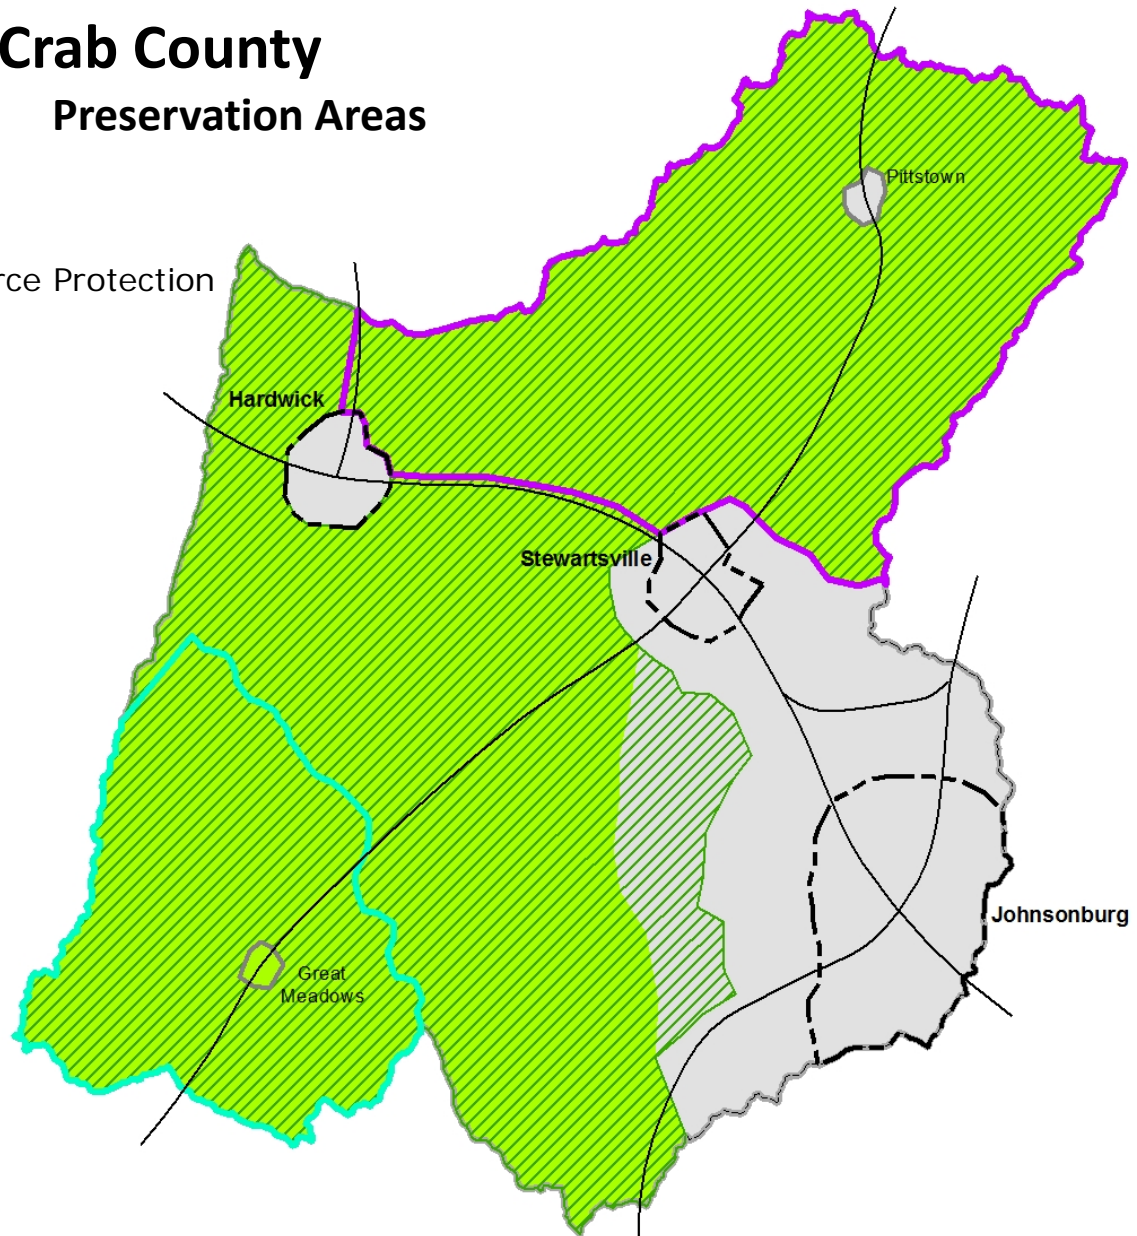 Crab County
Preservation Areas
Pittstown
rce Protection
Hardwick
Stewartsville
Johnsonburg
Great
Meadows